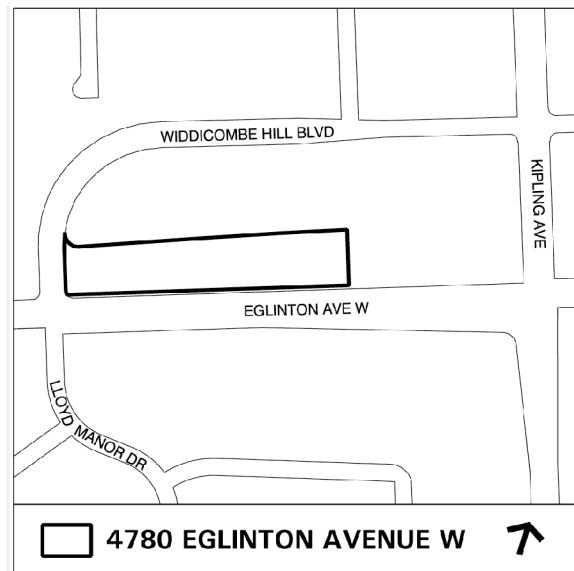 WIDDICOMBE HILL BLVD
KIPLING AVE
EGLINTON AVE W
LLOYD MANOR DR
4780 EGLINTON AVENUE W